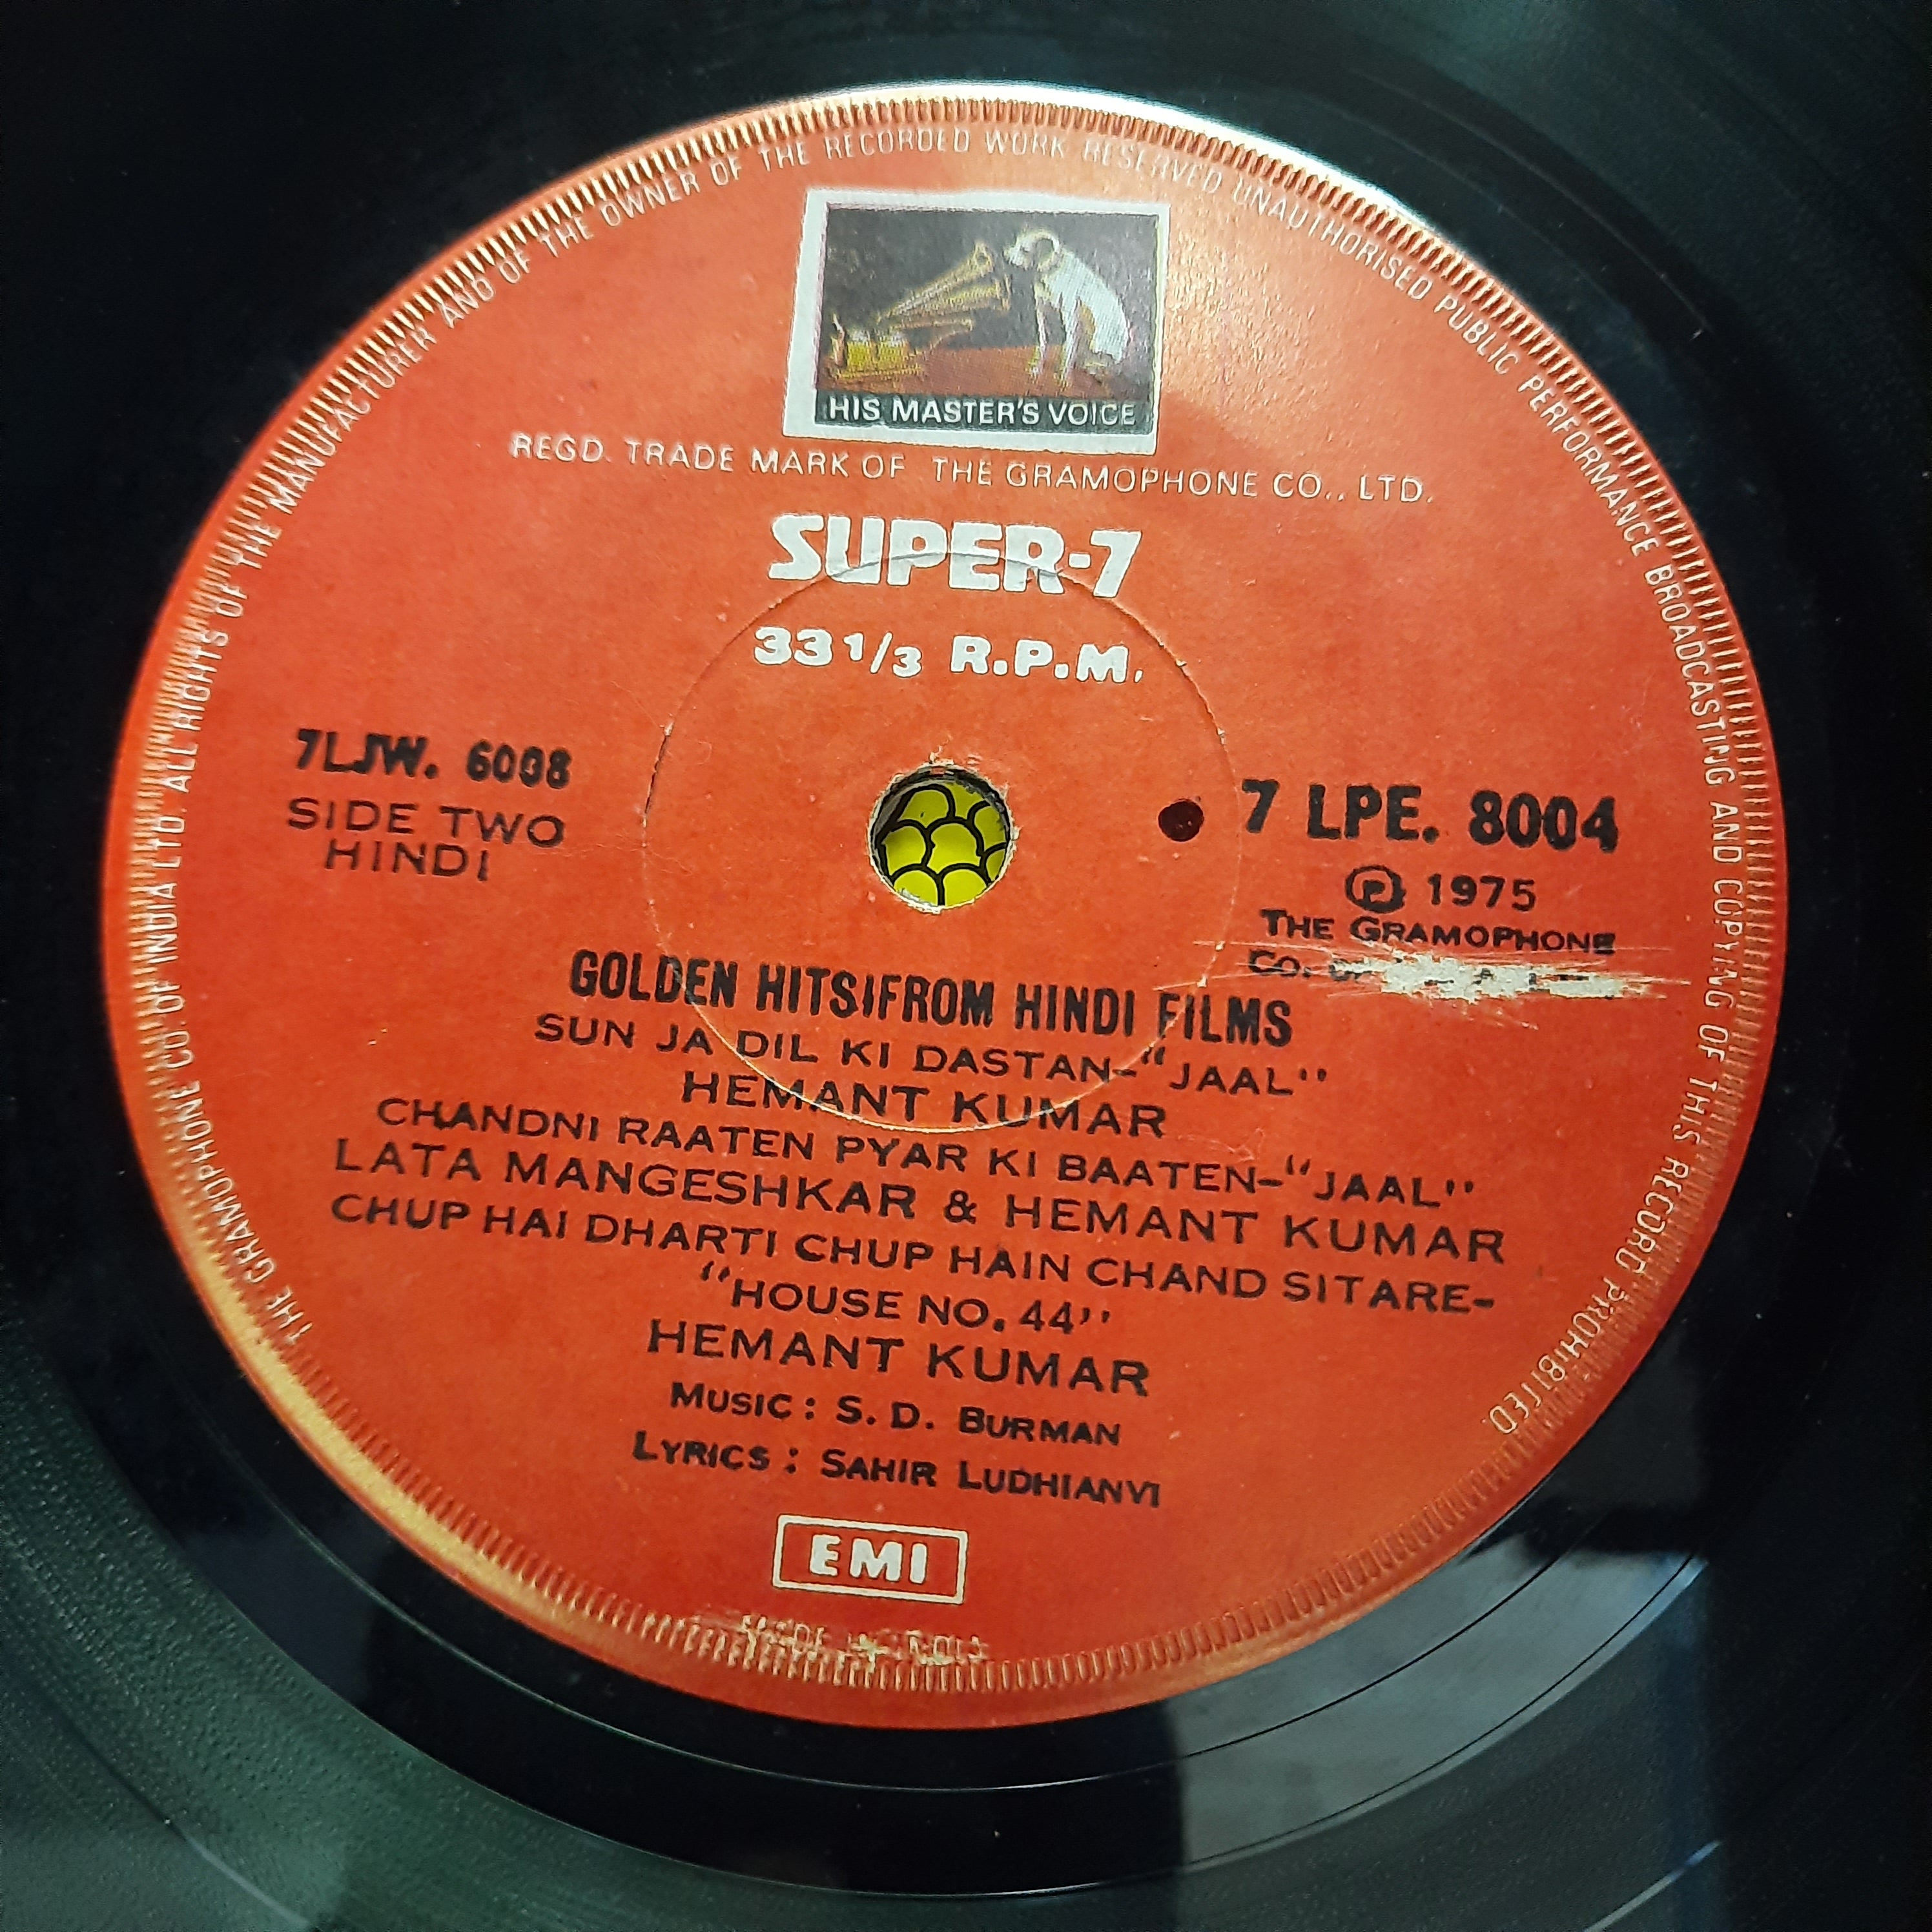 THE GRAMOPHONE CO. OF INDIA LTD. ALL RIGHTS OF THE MANUFACTURER AND OF THE OWNER OF THE RECORDED WORK RESERVED UNAUTHORISED PUBLIC PERFORMANCE BROADCASTING AND COPYING OF THIS RECORD PROHIBITED.
HIS MASTER'S VOICE
REGD. TRADE MARK OF THE GRAMOPHONE CO., LTD.
SUPER-7
33 1/3 R.P.M.
7LJW. 6008
SIDE TWO
HINDI
7 LPE. 8004
℗ 1975
THE GRAMOPHONE
CO.
GOLDEN HITS FROM HINDI FILMS
SUN JA DIL KI DASTAN-"JAAL"
HEMANT KUMAR
CHANDNI RAATEN PYAR KI BAATEN-"JAAL"
LATA MANGESHKAR & HEMANT KUMAR
CHUP HAI DHARTI CHUP HAIN CHAND SITARE-
"HOUSE NO. 44"
HEMANT KUMAR
MUSIC : S. D. BURMAN
LYRICS : SAHIR LUDHIANVI
EMI